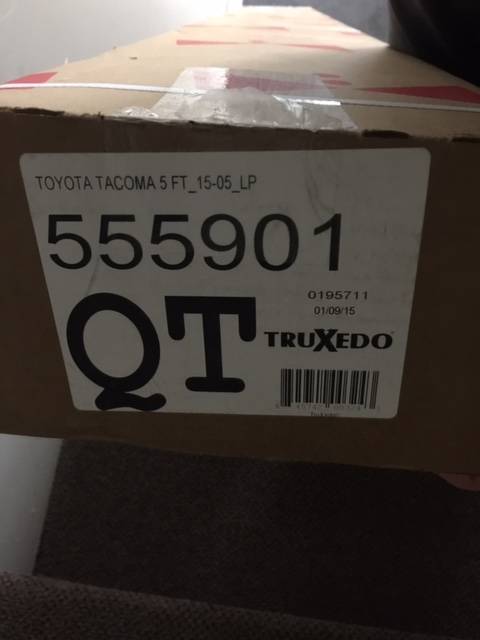 TOYOTA TACOMA 5 FT_15-05_LP
555901
0195711
01/09/15
QT TRUXEDO